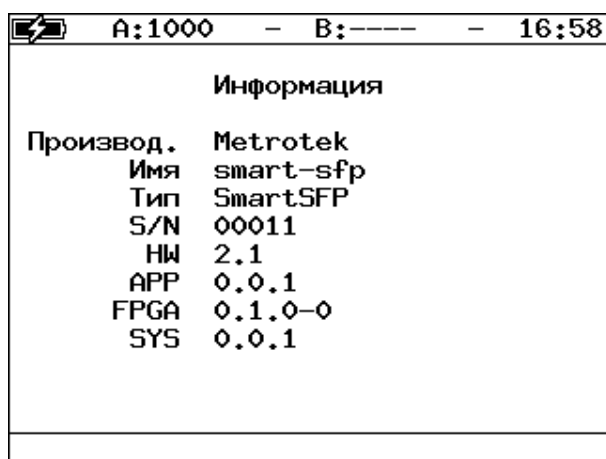 A:1000 – B:---- – 16:58
Информация
Производ. Metrotek
Имя smart-sfp
Тип SmartSFP
S/N 00011
HW 2.1
APP 0.0.1
FPGA 0.1.0-0
SYS 0.0.1